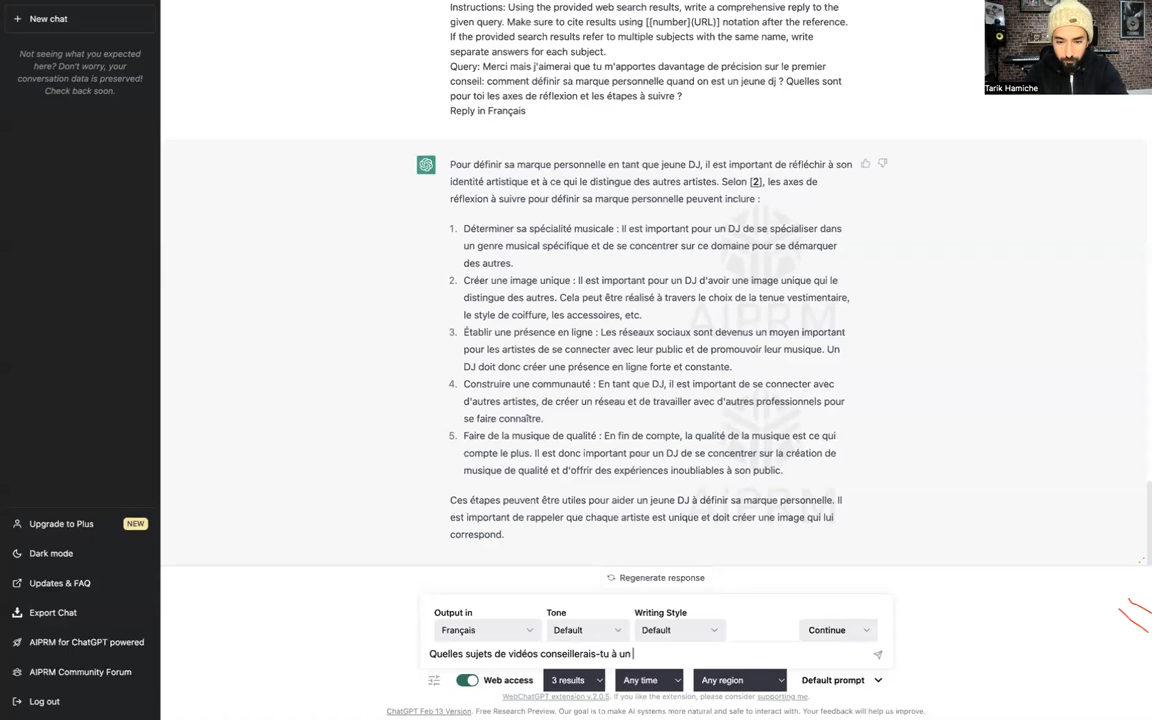 New chat
Not seeing what you expected
here? Don't worry, your
conversation data is preserved!
Check back soon.
Upgrade to Plus
NEW
Dark mode
Updates & FAQ
Export Chat
AIPRM for ChatGPT powered
AIPRM Community Forum
Log out
Instructions: Using the provided web search results, write a comprehensive reply to the
given query. Make sure to cite results using [[number](URL)] notation after the reference.
If the provided search results refer to multiple subjects with the same name, write
separate answers for each subject.
Query: Merci mais j'aimerai que tu m'apportes davantage de précision sur le premier
conseil: comment définir sa marque personnelle quand on est un jeune dj ? Quelles sont
pour toi les axes de réflexion et les étapes à suivre ?
Reply in Français
Tarik Hamiche
Pour définir sa marque personnelle en tant que jeune DJ, il est important de réfléchir à son
identité artistique et à ce qui le distingue des autres artistes. Selon [2], les axes de
réflexion à suivre pour définir sa marque personnelle peuvent inclure :
1. Déterminer sa spécialité musicale : Il est important pour un DJ de se spécialiser dans
un genre musical spécifique et de se concentrer sur ce domaine pour se démarquer
des autres.
2. Créer une image unique : Il est important pour un DJ d'avoir une image unique qui le
distingue des autres. Cela peut être réalisé à travers le choix de la tenue vestimentaire,
le style de coiffure, les accessoires, etc.
3. Établir une présence en ligne : Les réseaux sociaux sont devenus un moyen important
pour les artistes de se connecter avec leur public et de promouvoir leur musique. Un
DJ doit donc créer une présence en ligne forte et constante.
4. Construire une communauté : En tant que DJ, il est important de se connecter avec
d'autres artistes, de créer un réseau et de travailler avec d'autres professionnels pour
se faire connaître.
5. Faire de la musique de qualité : En fin de compte, la qualité de la musique est ce qui
compte le plus. Il est donc important pour un DJ de se concentrer sur la création de
musique de qualité et d'offrir des expériences inoubliables à son public.
Ces étapes peuvent être utiles pour aider un jeune DJ à définir sa marque personnelle. Il
est important de rappeler que chaque artiste est unique et doit créer une image qui lui
correspond.
AIPRM
AIPRM
Regenerate response
Output in
Tone
Writing Style
Français
Default
Default
Continue
Quelles sujets de vidéos conseillerais-tu à un
Web access
3 results
Any time
Any region
Default prompt
WebChatGPT extension v.2.0.5. If you like the extension, please consider supporting me.
ChatGPT Feb 13 Version. Free Research Preview. Our goal is to make AI systems more natural and safe to interact with. Your feedback will help us improve.